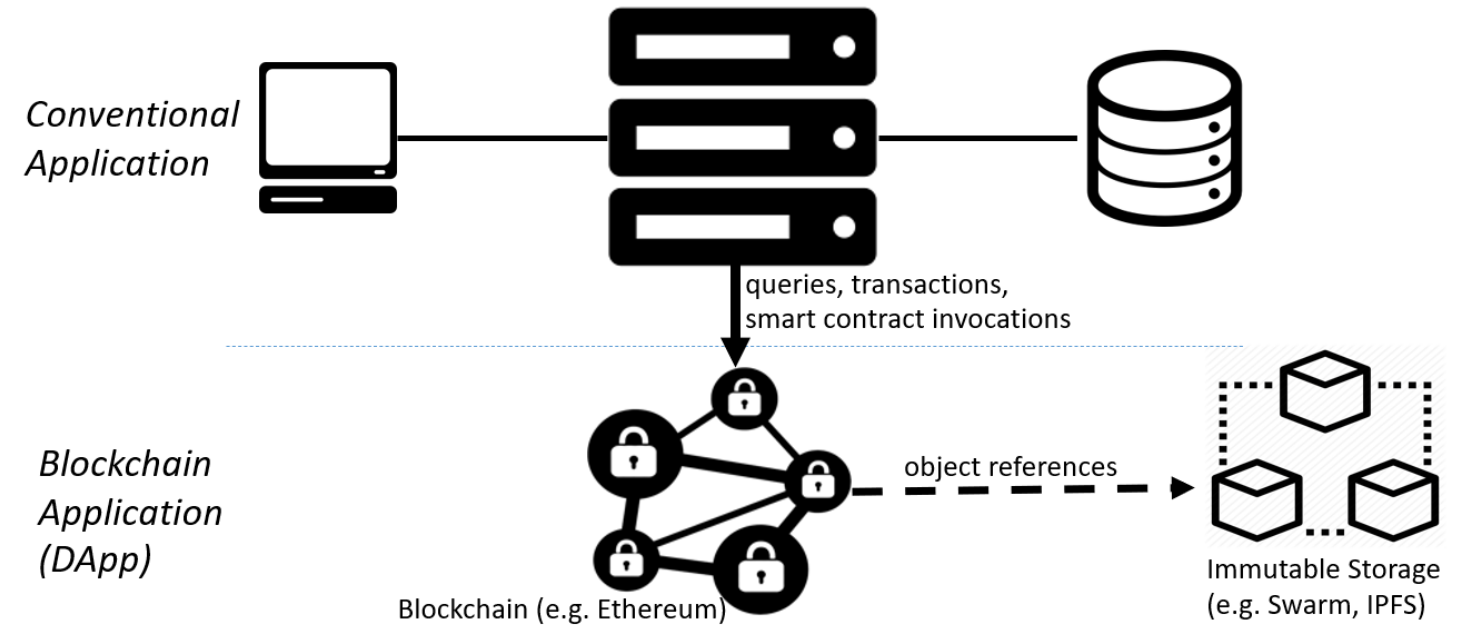 Conventional
Application
queries, transactions,
smart contract invocations
Blockchain
Application
(DApp)
object references
Blockchain (e.g. Ethereum)
Immutable Storage
(e.g. Swarm, IPFS)